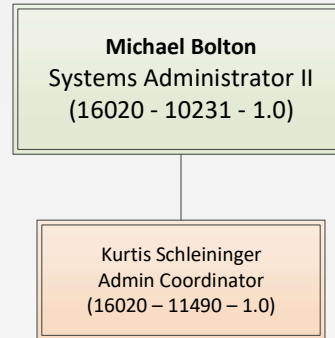 Michael Bolton
Systems Administrator II
(16020 - 10231 - 1.0)
Kurtis Schleininger
Admin Coordinator
(16020 – 11490 – 1.0)